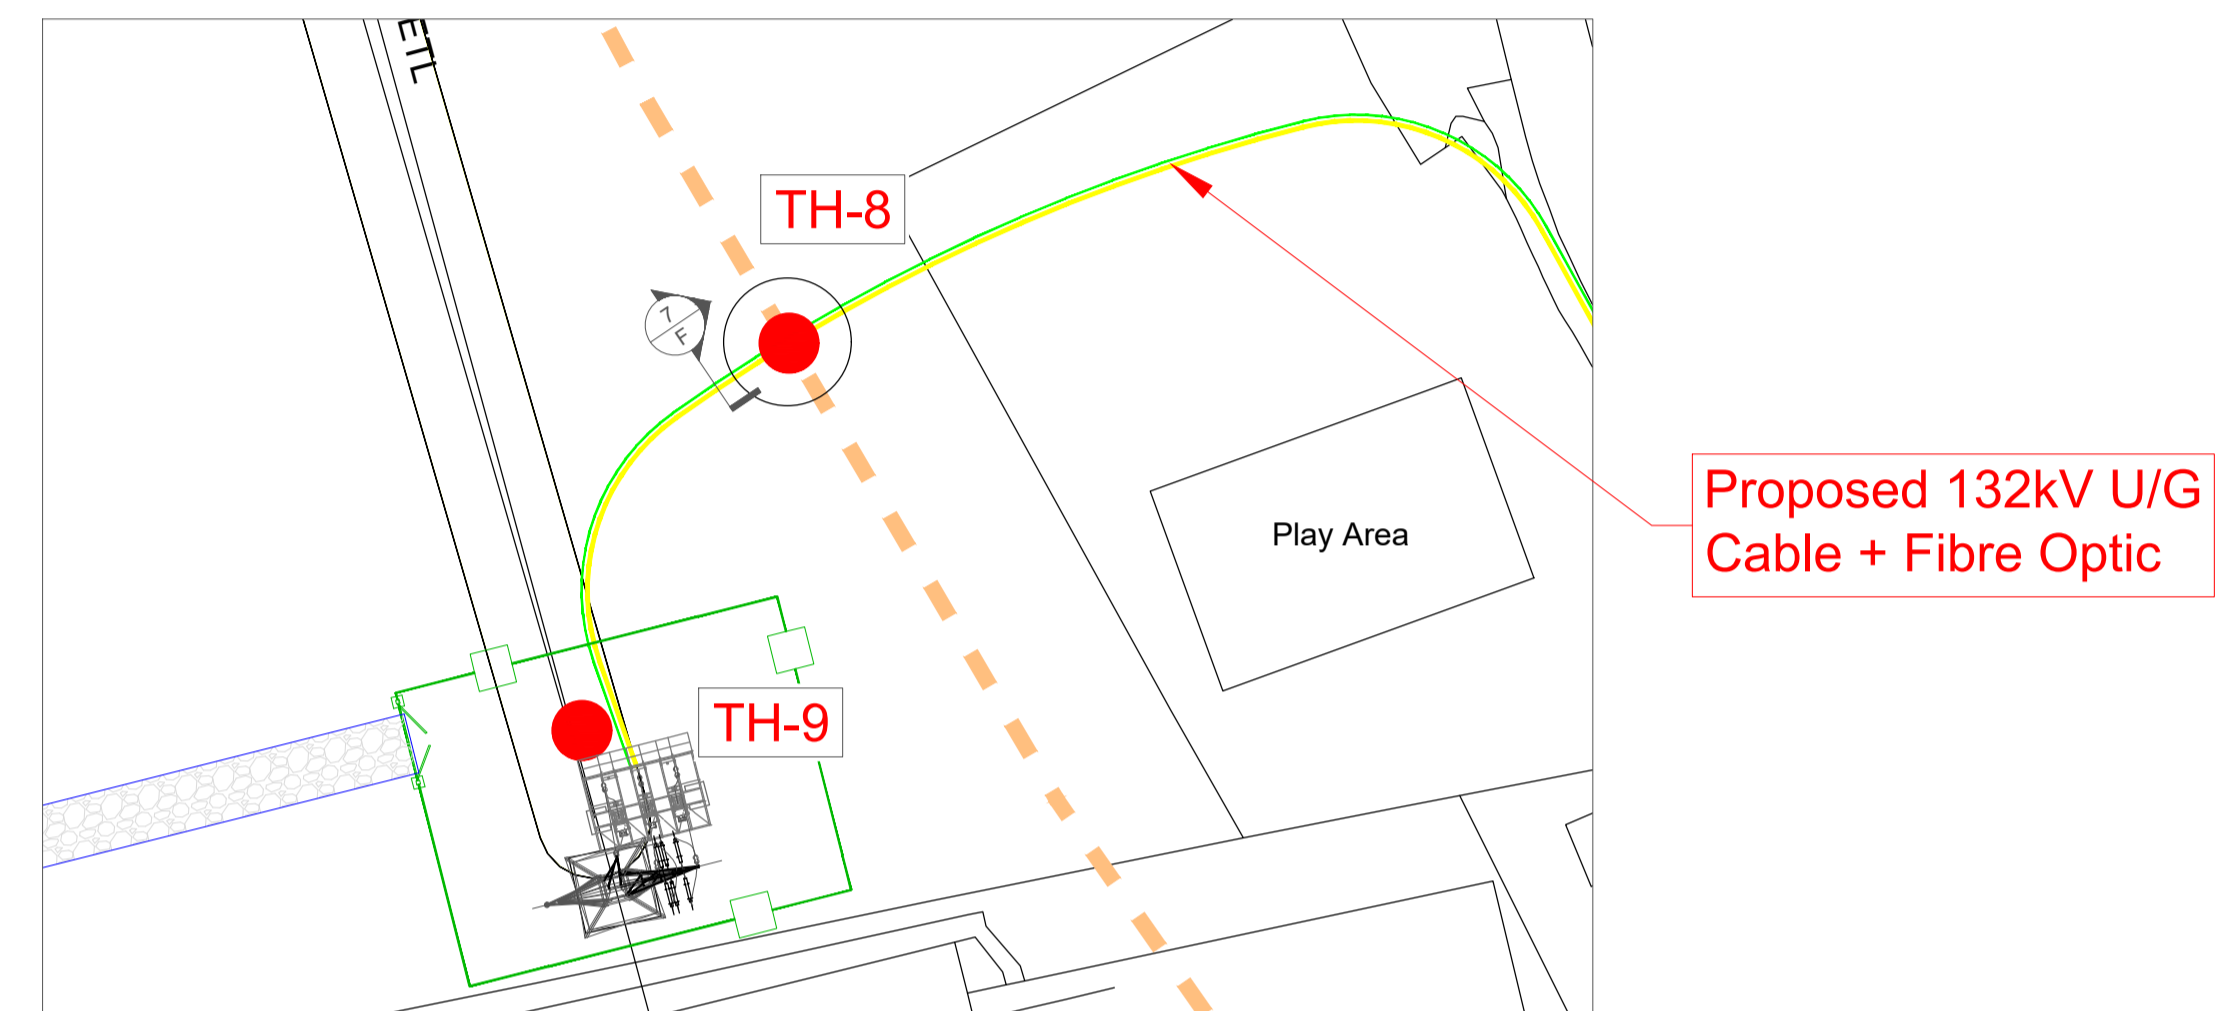 ETL
TH-8
7
F
Play Area
Proposed 132kV U/G
Cable + Fibre Optic
TH-9